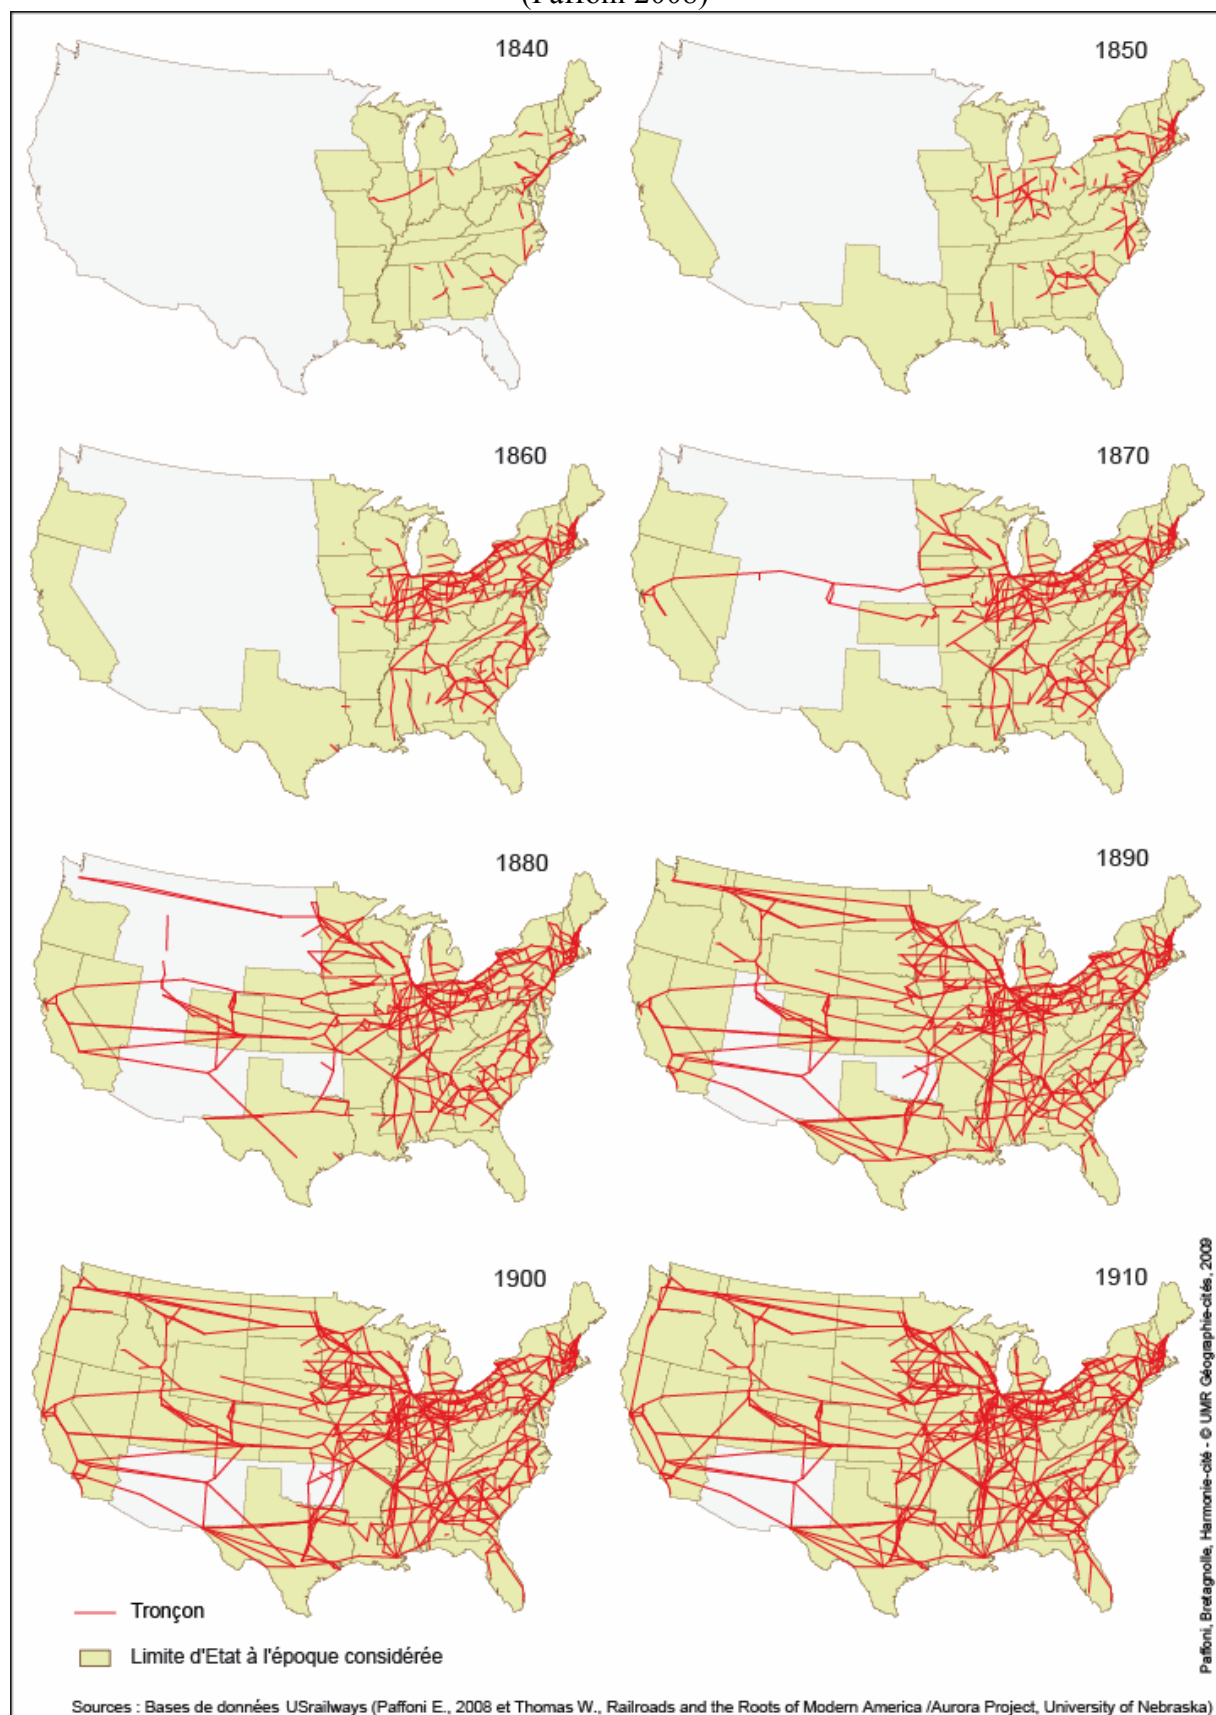 (Paffoni 2008)
1840
1850
1860
1870
1880
1890
1900
1910
Tronçon
Limite d'Etat à l'époque considérée
Paffoni, Bretagnolle, Harmonie-cité - © UMR Géographie-cités, 2009
Sources : Bases de données USrailways (Paffoni E., 2008 et Thomas W., Railroads and the Roots of Modern America /Aurora Project, University of Nebraska)